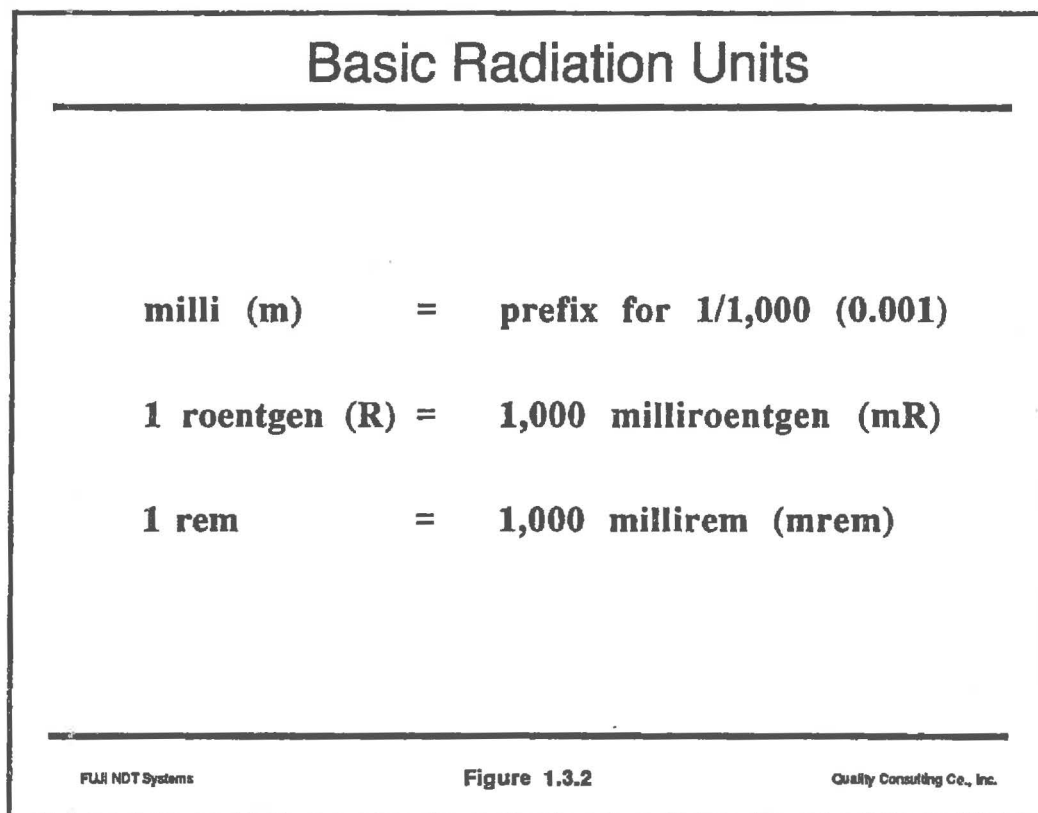 Basic Radiation Units
milli (m) = prefix for 1/1,000 (0.001)
1 roentgen (R) = 1,000 milliroentgen (mR)
1 rem = 1,000 millirem (mrem)
FUJI NDT Systems Figure 1.3.2 Quality Consulting Co., Inc.